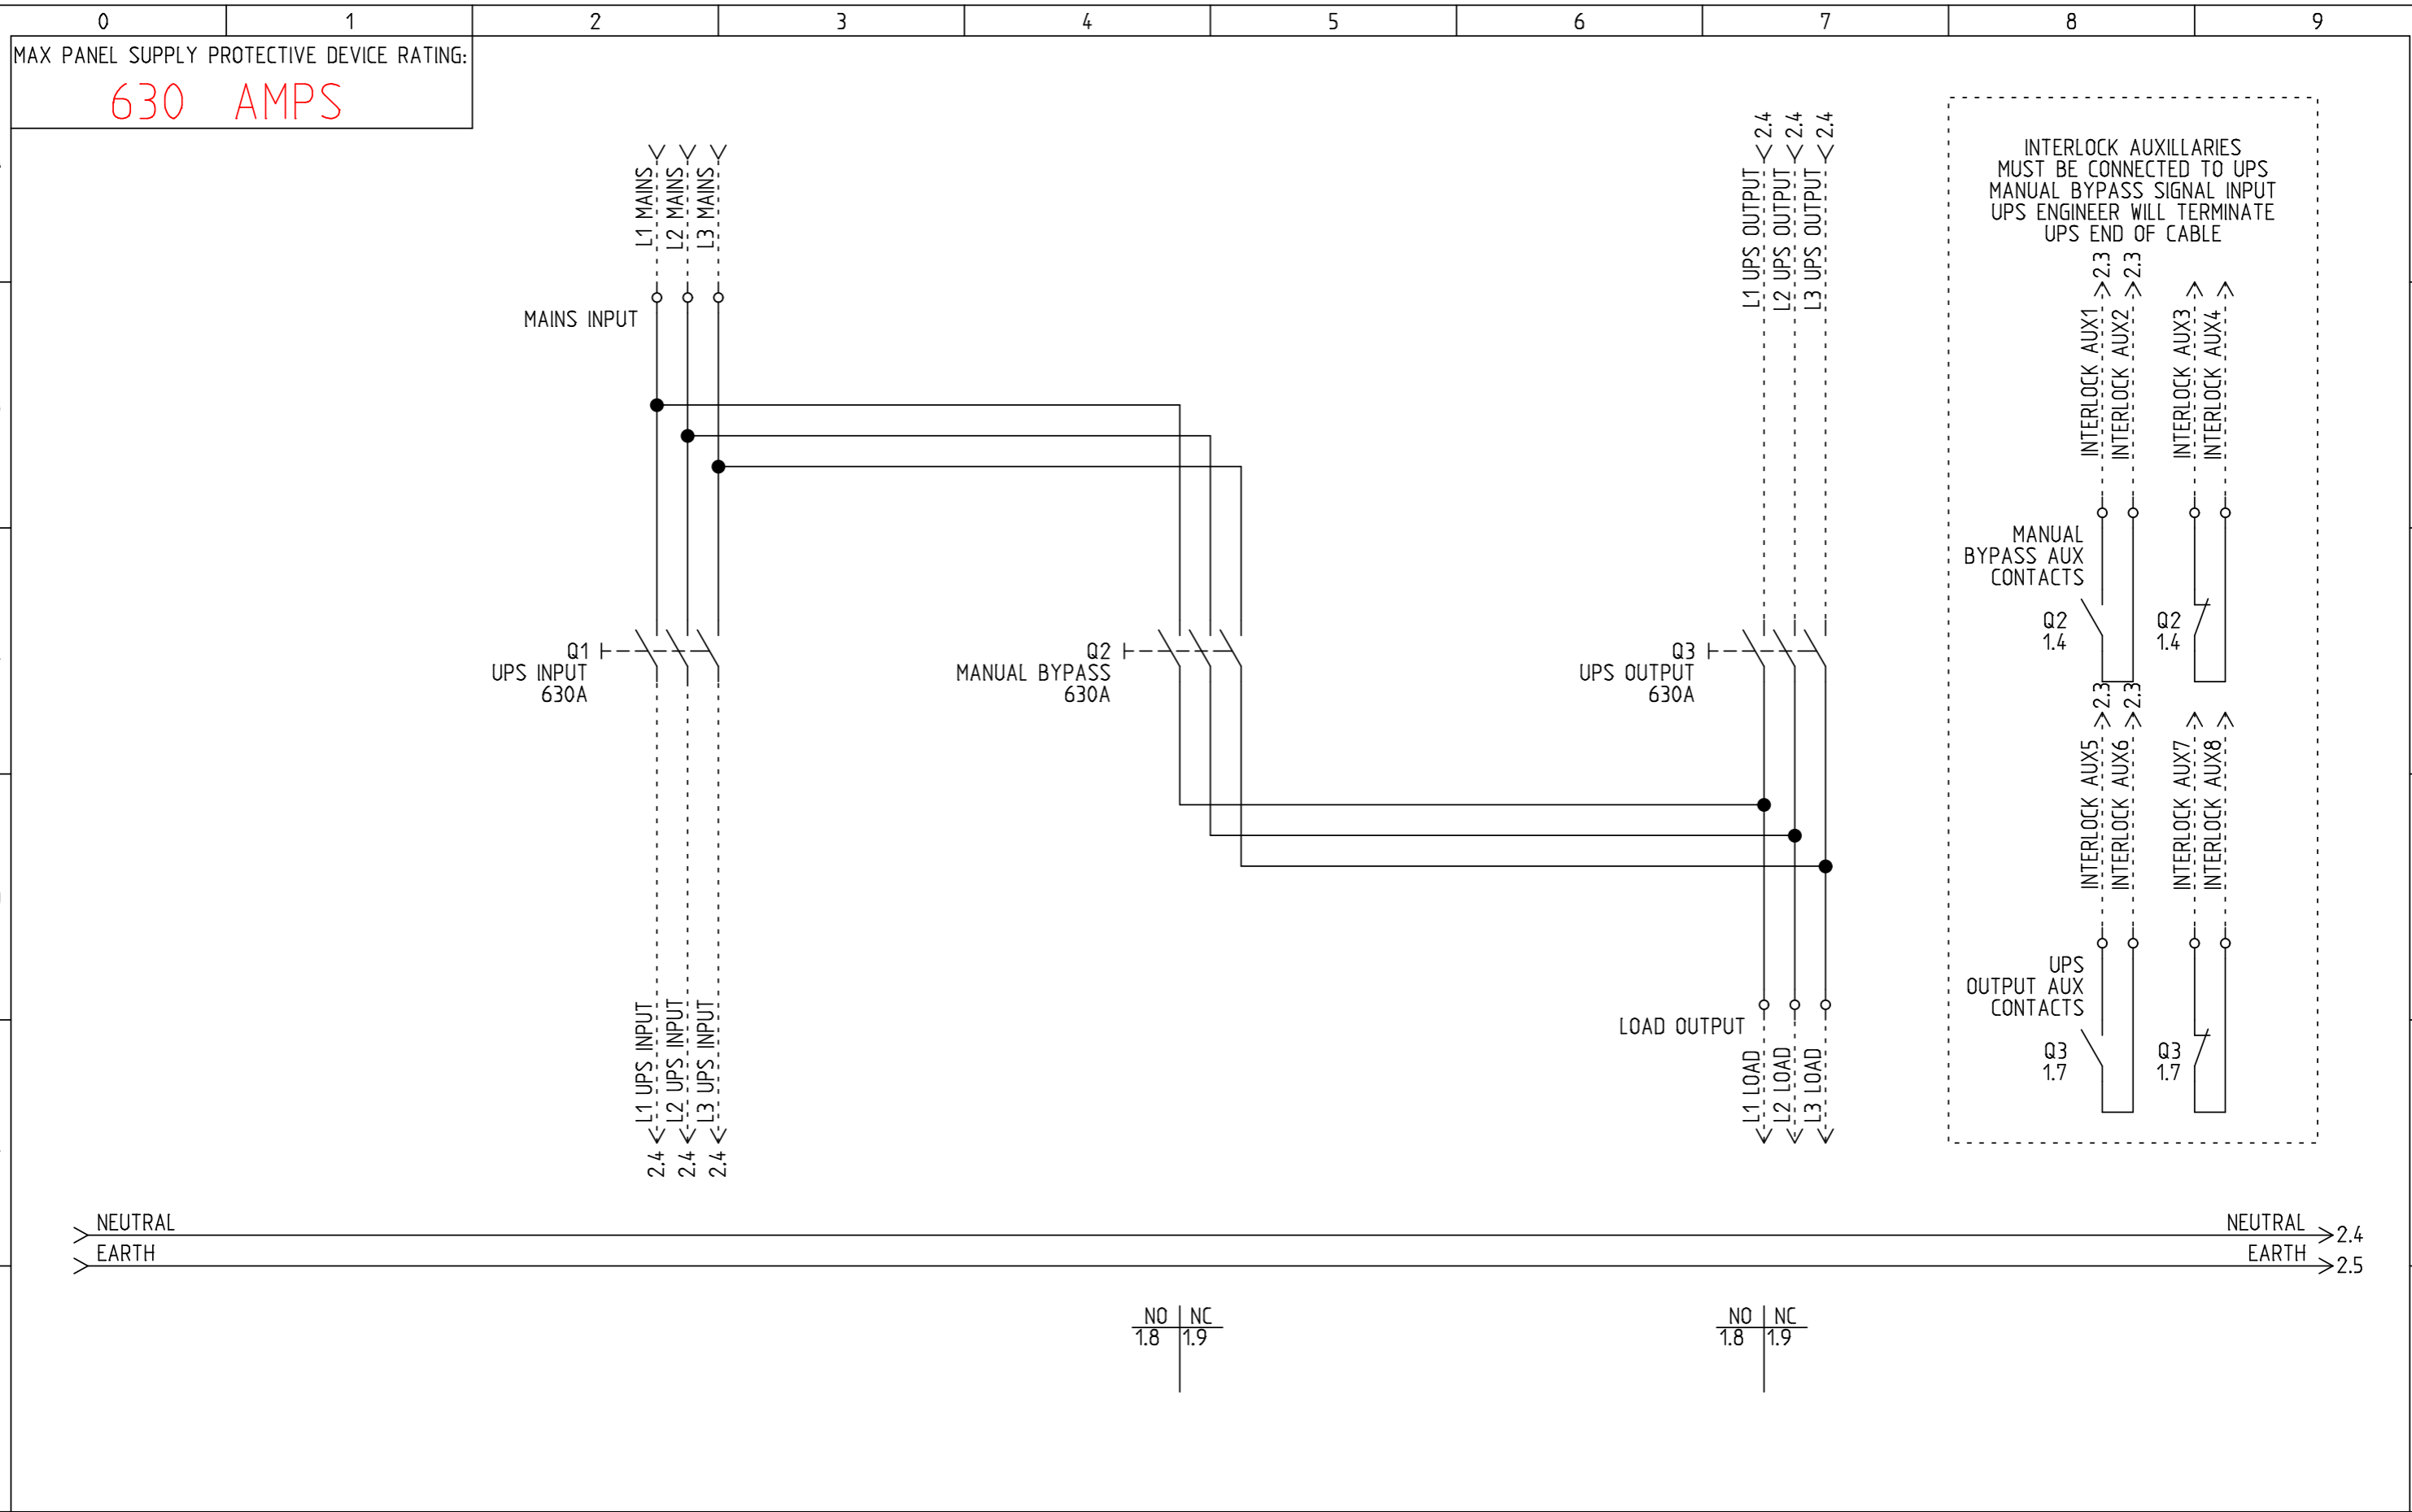 0 1 2 3 4 5 6 7 8 9
MAX PANEL SUPPLY PROTECTIVE DEVICE RATING:
630 AMPS
L1 MAINS
L2 MAINS
L3 MAINS
MAINS INPUT
2.4
2.4
2.4
L1 UPS OUTPUT
L2 UPS OUTPUT
L3 UPS OUTPUT
INTERLOCK AUXILLARIES
MUST BE CONNECTED TO UPS
MANUAL BYPASS SIGNAL INPUT
UPS ENGINEER WILL TERMINATE
UPS END OF CABLE
2.3
2.3
INTERLOCK AUX1
INTERLOCK AUX2
INTERLOCK AUX3
INTERLOCK AUX4
MANUAL
BYPASS AUX
CONTACTS
Q2
1.4
Q2
1.4
Q1
UPS INPUT
630A
Q2
MANUAL BYPASS
630A
Q3
UPS OUTPUT
630A
2.3
2.3
INTERLOCK AUX5
INTERLOCK AUX6
INTERLOCK AUX7
INTERLOCK AUX8
UPS
OUTPUT AUX
CONTACTS
Q3
1.7
Q3
1.7
L1 UPS INPUT
L2 UPS INPUT
L3 UPS INPUT
2.4
2.4
2.4
LOAD OUTPUT
L1 LOAD
L2 LOAD
L3 LOAD
NEUTRAL
NEUTRAL 2.4
EARTH
EARTH 2.5
NO NC
1.8 1.9
NO NC
1.8 1.9